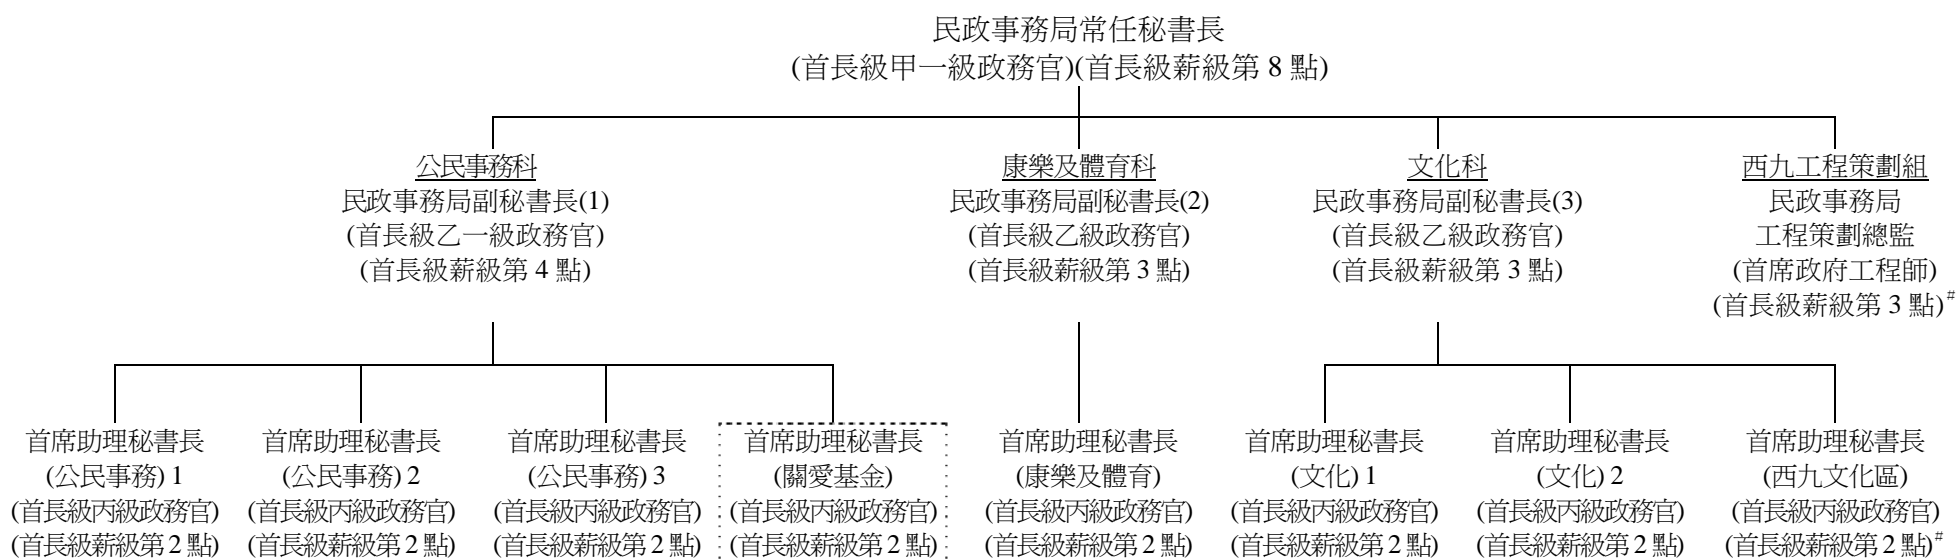 民政事務局常任秘書長
(首長級甲一級政務官)(首長級薪級第 8 點)
公民事務科
民政事務局副秘書長(1)
(首長級乙一級政務官)
(首長級薪級第 4 點)
康樂及體育科
民政事務局副秘書長(2)
(首長級乙級政務官)
(首長級薪級第 3 點)
文化科
民政事務局副秘書長(3)
(首長級乙級政務官)
(首長級薪級第 3 點)
西九工程策劃組
民政事務局
工程策劃總監
(首席政府工程師)
(首長級薪級第 3 點)#
首席助理秘書長
(公民事務) 1
(首長級丙級政務官)
(首長級薪級第 2 點)
首席助理秘書長
(公民事務) 2
(首長級丙級政務官)
(首長級薪級第 2 點)
首席助理秘書長
(公民事務) 3
(首長級丙級政務官)
(首長級薪級第 2 點)
首席助理秘書長
(關愛基金)
(首長級丙級政務官)
(首長級薪級第 2 點)
首席助理秘書長
(康樂及體育)
(首長級丙級政務官)
(首長級薪級第 2 點)
首席助理秘書長
(文化) 1
(首長級丙級政務官)
(首長級薪級第 2 點)
首席助理秘書長
(文化) 2
(首長級丙級政務官)
(首長級薪級第 2 點)
首席助理秘書長
(西九文化區)
(首長級丙級政務官)
(首長級薪級第 2 點)#